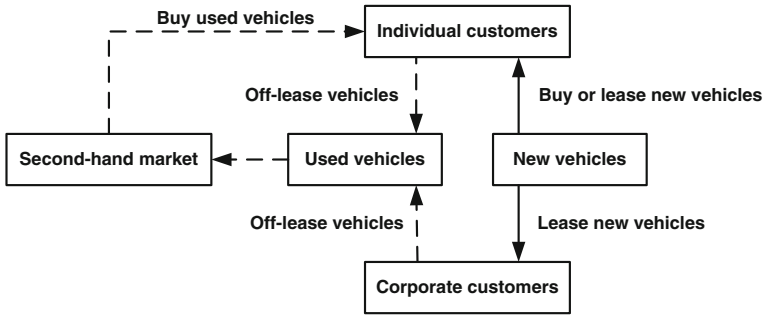 Buy used vehicles
Individual customers
Off-lease vehicles
Buy or lease new vehicles
Second-hand market
Used vehicles
New vehicles
Off-lease vehicles
Lease new vehicles
Corporate customers